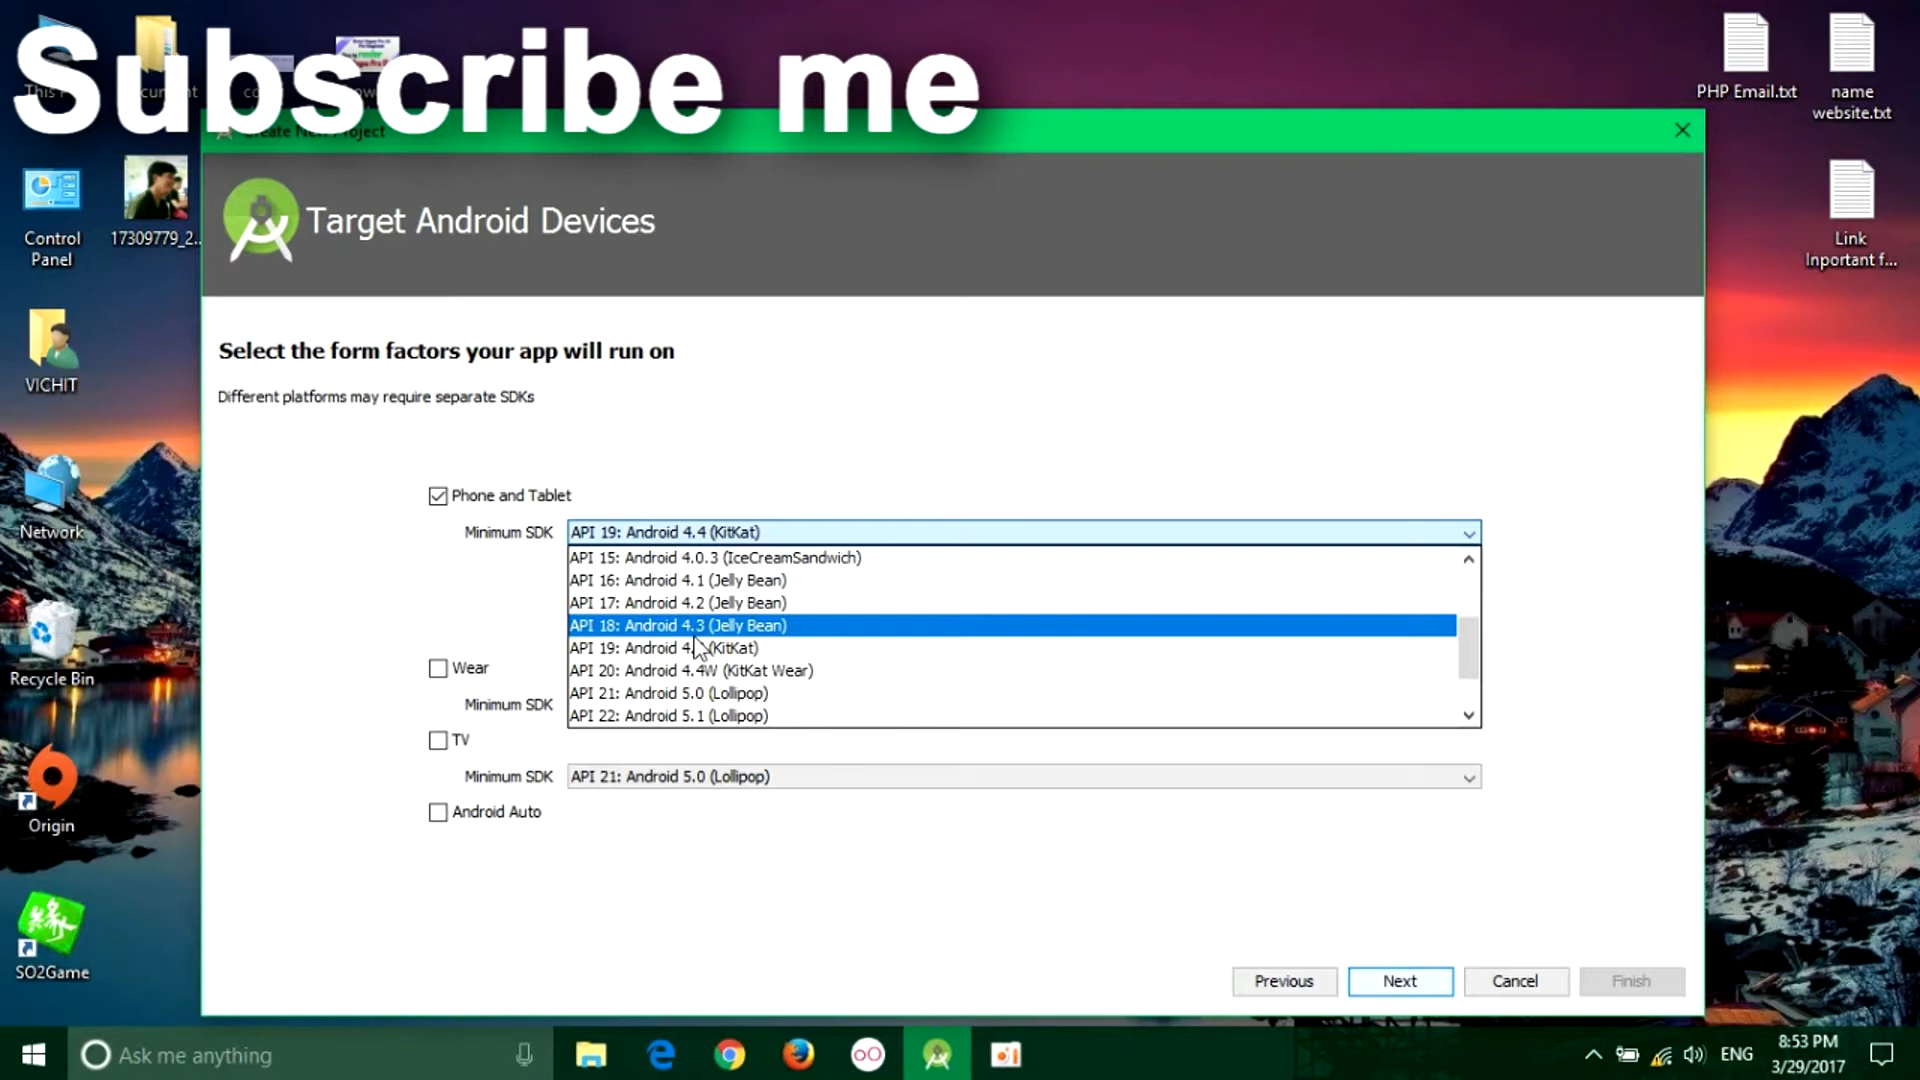 Subscribe me
Create New Project
Target Android Devices
Select the form factors your app will run on
Different platforms may require separate SDKs
Phone and Tablet
Minimum SDK
API 19: Android 4.4 (KitKat)
API 15: Android 4.0.3 (IceCreamSandwich)
API 16: Android 4.1 (Jelly Bean)
API 17: Android 4.2 (Jelly Bean)
API 18: Android 4.3 (Jelly Bean)
API 19: Android 4. (KitKat)
API 20: Android 4.4W (KitKat Wear)
API 21: Android 5.0 (Lollipop)
API 22: Android 5.1 (Lollipop)
Wear
Minimum SDK
TV
Minimum SDK
API 21: Android 5.0 (Lollipop)
Android Auto
Previous
Next
Cancel
Finish
Control
Panel
17309779_2...
VICHIT
Network
Recycle Bin
Origin
SO2Game
PHP Email.txt
name
website.txt
Link
Inportant f...
Ask me anything
ENG
8:53 PM
3/29/2017